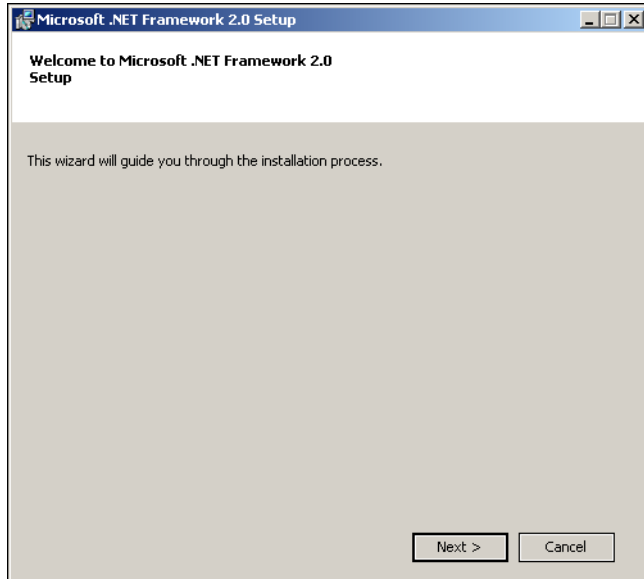 Microsoft .NET Framework 2.0 Setup
Welcome to Microsoft .NET Framework 2.0
Setup
This wizard will guide you through the installation process.
Next >
Cancel